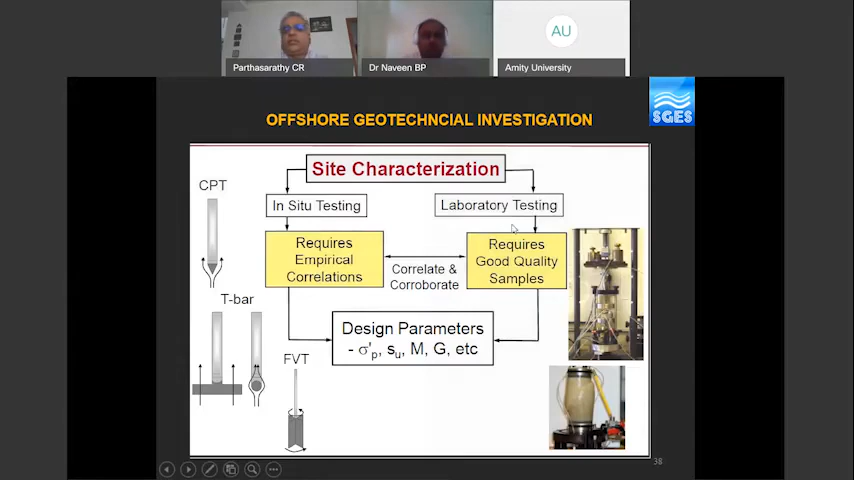 AU
Parthasarathy CR
Dr Naveen BP
Amity University
SGES
OFFSHORE GEOTECHNCIAL INVESTIGATION
Site Characterization
CPT
In Situ Testing
Laboratory Testing
Requires
Empirical
Correlations
Correlate &
Corroborate
Requires
Good Quality
Samples
T-bar
Design Parameters
- σ'p, su, M, G, etc
FVT
38